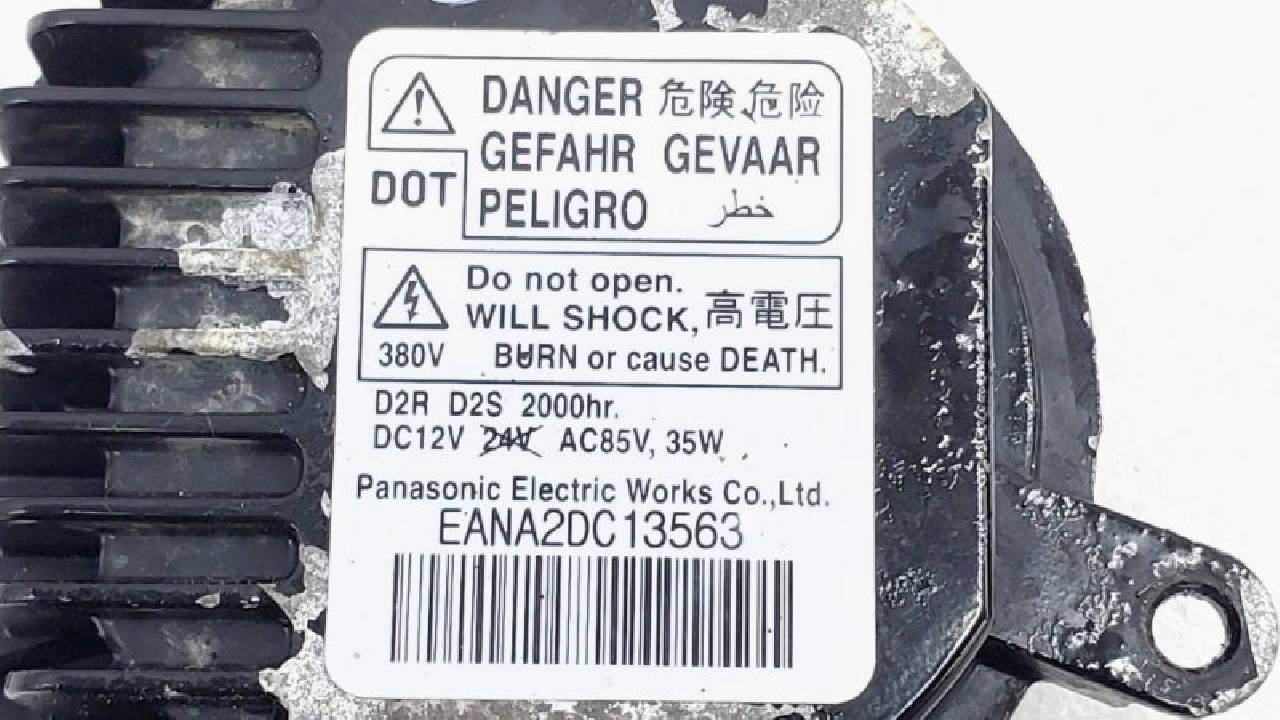 DANGER 危険、危险
GEFAHR GEVAAR
DOT
PELIGRO خطر
Do not open.
WILL SHOCK, 高電圧
380V BURN or cause DEATH.
D2R D2S 2000hr.
DC12V 24V AC85V, 35W
Panasonic Electric Works Co.,Ltd.
EANA2DC13563